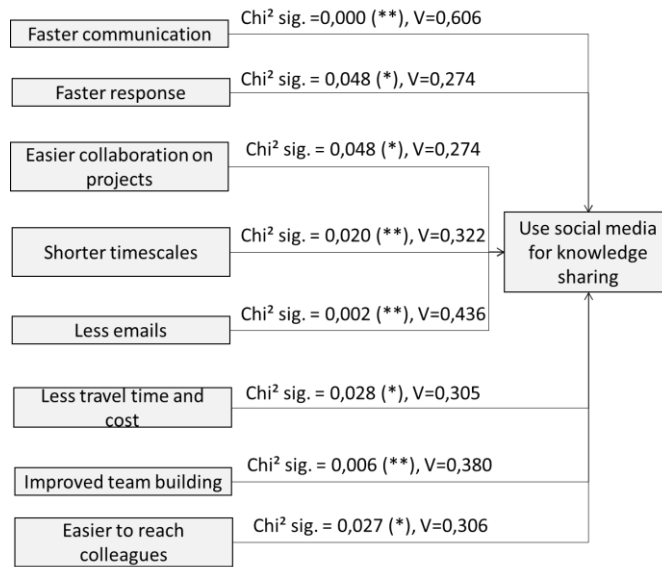 Faster communication
Chi² sig. =0,000 (**), V=0,606
Faster response
Chi² sig. = 0,048 (*), V=0,274
Easier collaboration on
projects
Chi² sig. = 0,048 (*), V=0,274
Shorter timescales
Chi² sig. = 0,020 (**), V=0,322
Use social media
for knowledge
sharing
Less emails
Chi² sig. = 0,002 (**), V=0,436
Less travel time and
cost
Chi² sig. = 0,028 (*), V=0,305
Improved team building
Chi² sig. = 0,006 (**), V=0,380
Easier to reach
colleagues
Chi² sig. = 0,027 (*), V=0,306